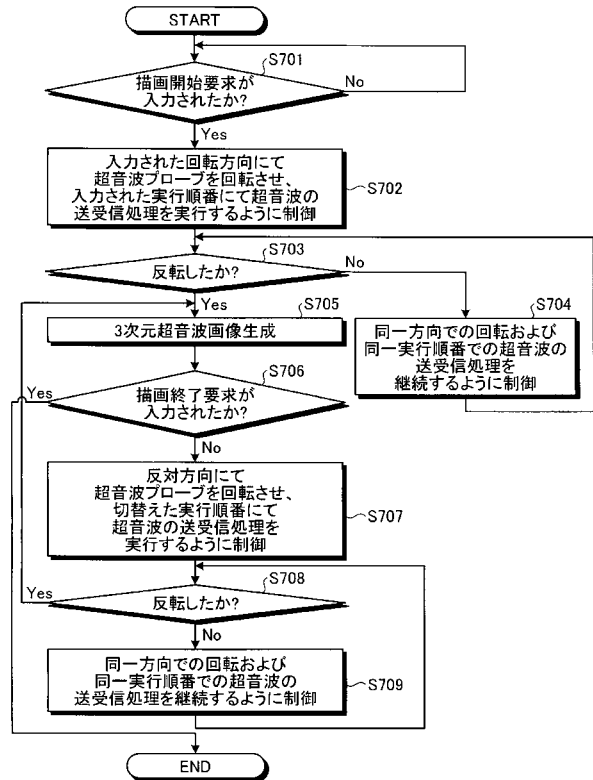 START
S701
描画開始要求が
入力されたか?
No
Yes
入力された回転方向にて
超音波プローブを回転させ、
入力された実行順番にて超音波の
送受信処理を実行するように制御
S702
S703
反転したか?
No
Yes
S705
3次元超音波画像生成
S704
同一方向での回転および
同一実行順番での超音波の
送受信処理を
継続するように制御
S706
Yes
描画終了要求が
入力されたか?
No
反対方向にて
超音波プローブを回転させ、
切替えた実行順番にて
超音波の送受信処理を
実行するように制御
S707
S708
Yes
反転したか?
No
同一方向での回転および
同一実行順番での超音波の
送受信処理を継続するように制御
S709
END